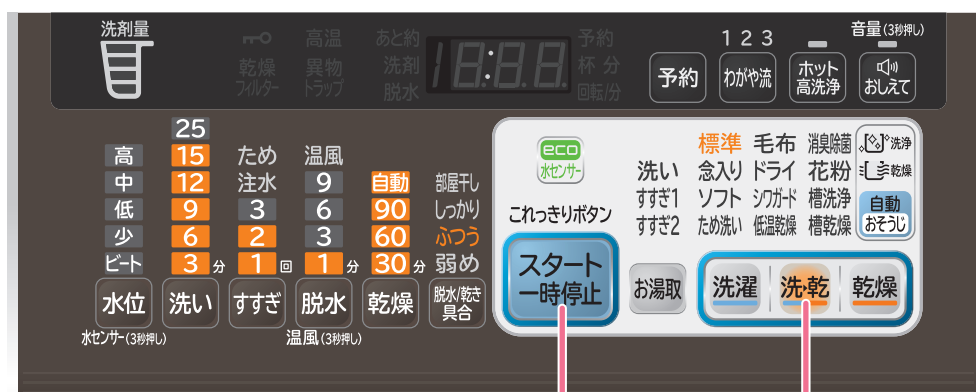 洗剤量
高温
あと約
予約
乾燥
フィルター
異物
トラップ
洗剤
脱水
18:8.8.
杯 分
回転/分
予約
1 2 3
わがや流
ホット
高洗浄
音量(3秒押し)
おしえて
25
高 15 ため 温風
中 12 注水 9 自動 部屋干し
低 9 3 6 90 しっかり
少 6 2 3 60 ふつう
ビート 3 分 1 回 1 分 30 分 弱め
水位
洗い
すすぎ
脱水
乾燥
脱水/乾き
具合
水センサー(3秒押し)
温風(3秒押し)
eco
水センサー
これっきりボタン
スタート
一時停止
洗い
すすぎ1
すすぎ2
標準 毛布 消臭除菌
念入り ドライ 花粉
ソフト シワガード 槽洗浄
ため洗い 低温乾燥 槽乾燥
洗浄
乾燥
自動
おそうじ
お湯取
洗濯
洗・乾
乾燥